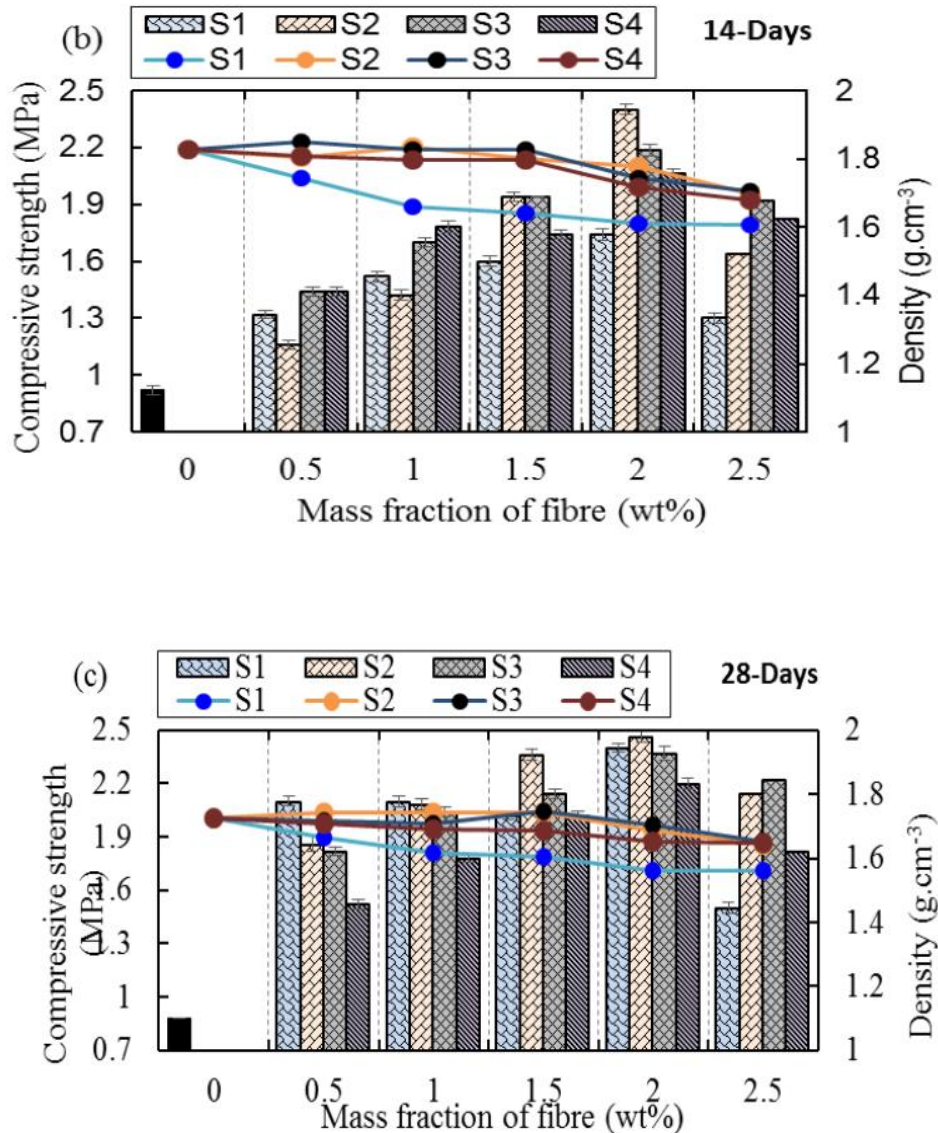 (b)
S1 S2 S3 S4
S1 S2 S3 S4
14-Days
Compressive strength (MPa)
2.5
2.2
1.9
1.6
1.3
1
0.7
2
1.8
1.6
1.4
1.2
1
Density (g.cm-3)
0 0.5 1 1.5 2 2.5
Mass fraction of fibre (wt%)
(c)
S1 S2 S3 S4
S1 S2 S3 S4
28-Days
Compressive strength
(MPa)
2.5
2.2
1.9
1.6
1.3
1
0.7
2
1.8
1.6
1.4
1.2
1
Density (g.cm-3)
0 0.5 1 1.5 2 2.5
Mass fraction of fibre (wt%)